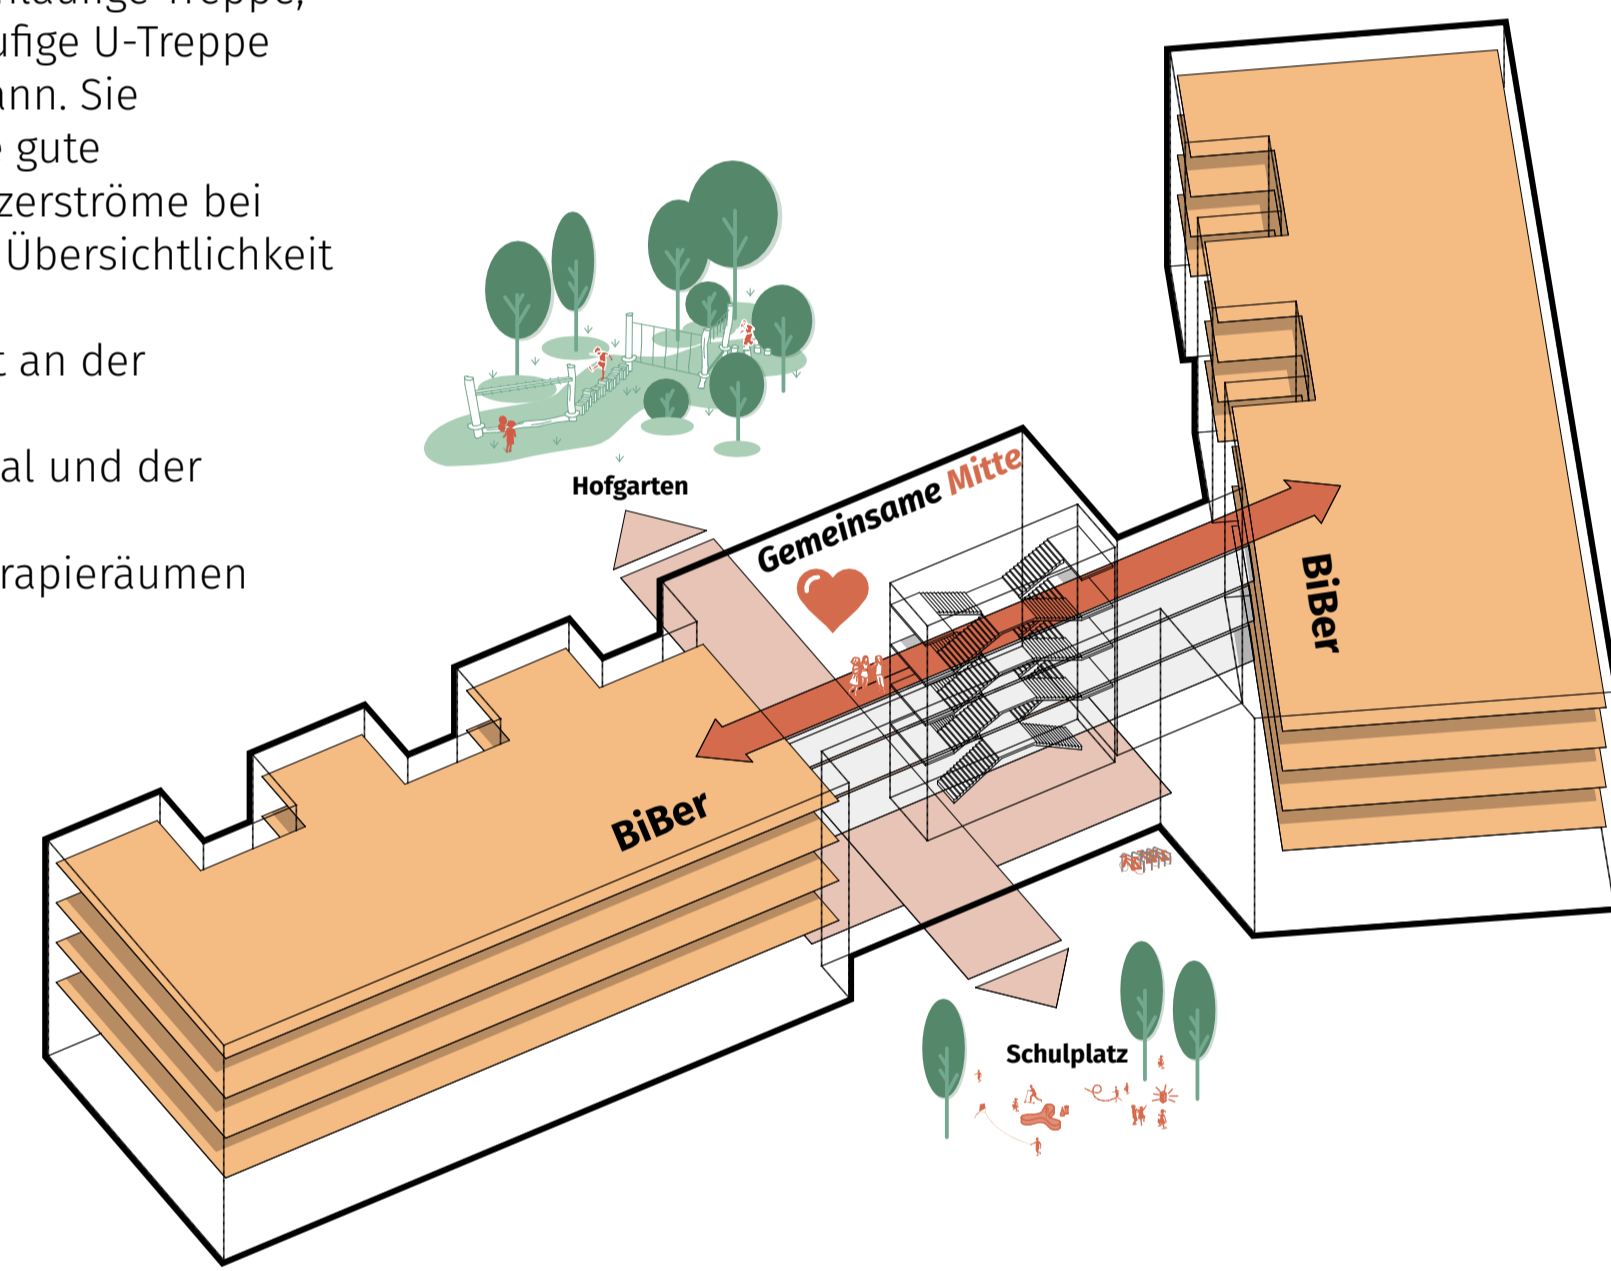 ufige U-Treppe
ann. Sie
e gute
zerströme bei
Übersichtlichkeit
t an der
al und der
rapieräumen
Hofgarten
Gemeinsame Mitte
BiBer
BiBer
Schulplatz